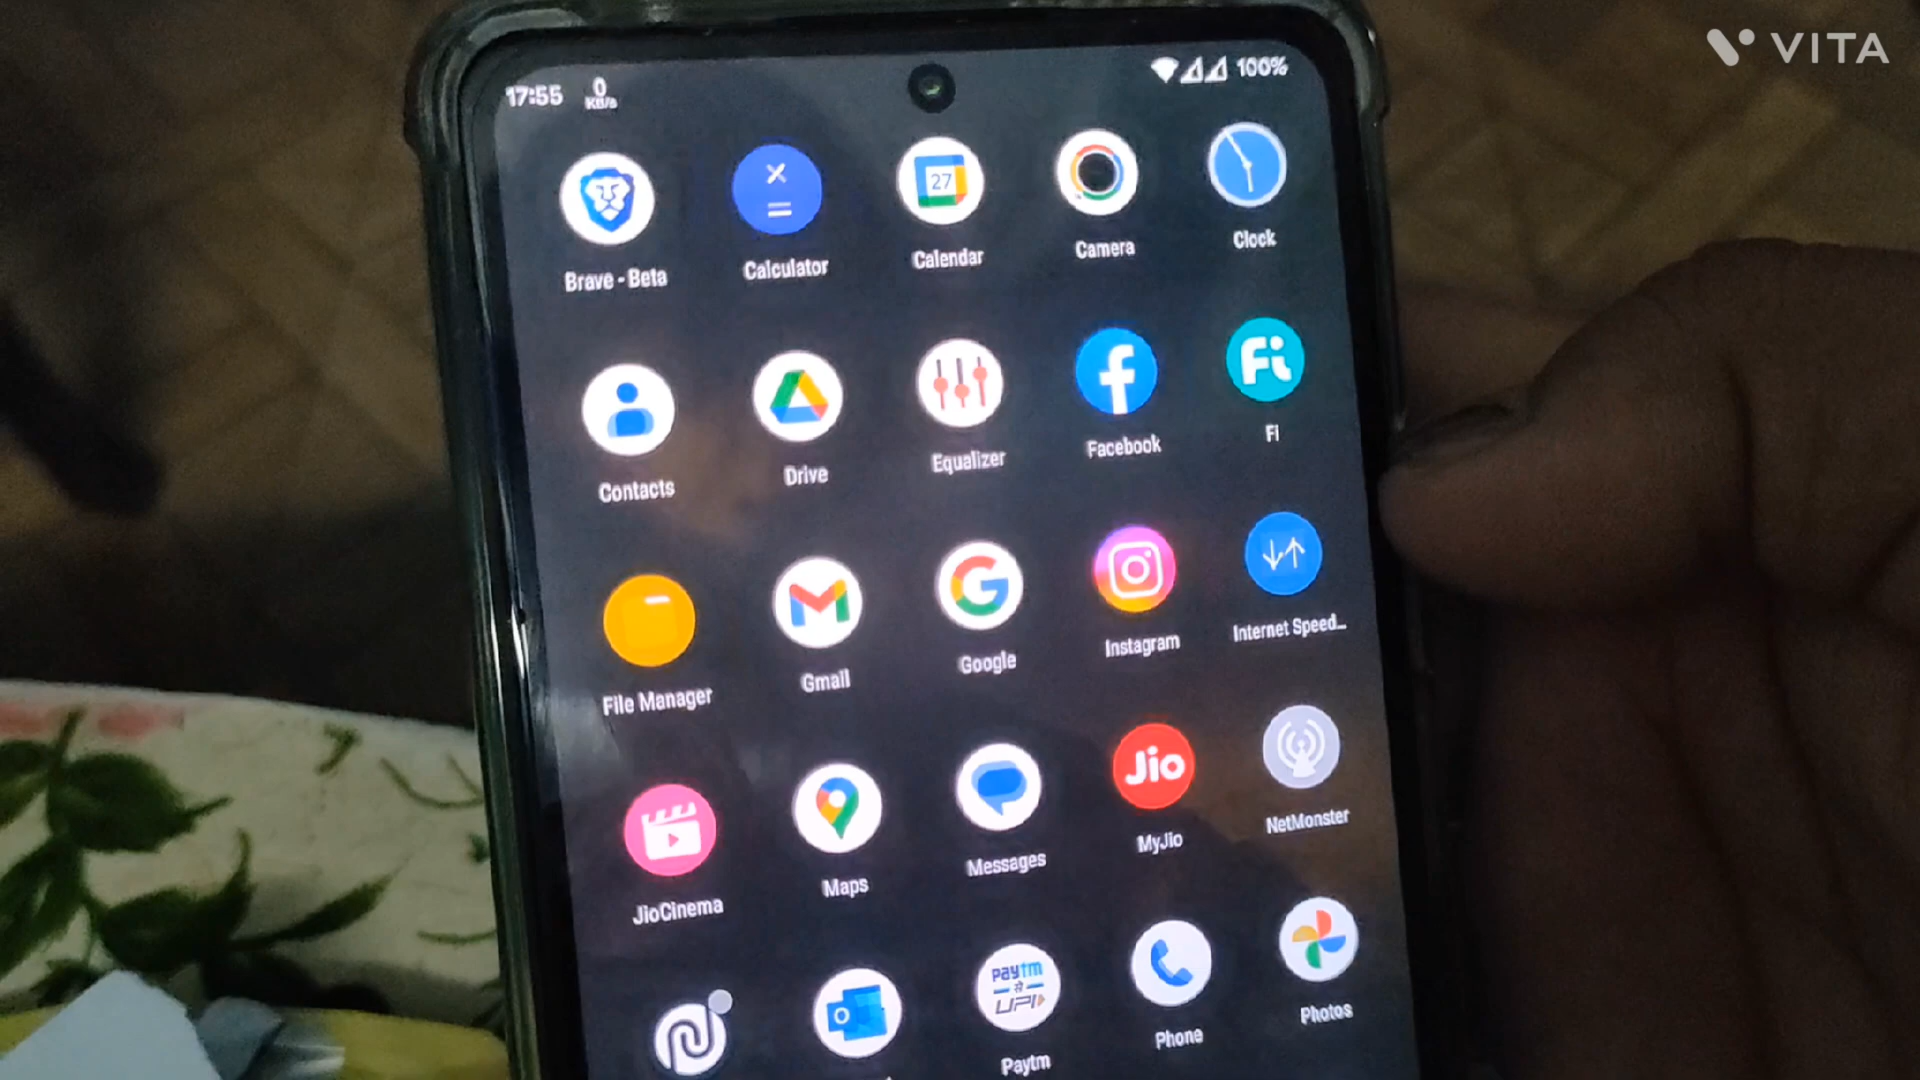 VITA
17:55 0 KB/s 100%
27
Brave - Beta Calculator Calendar Camera Clock
Fi
Contacts Drive Equalizer Facebook Fi
File Manager Gmail Google Instagram Internet Speed...
Jio
JioCinema Maps Messages MyJio NetMonster
paytm
से
UPI
Paytm Phone Photos